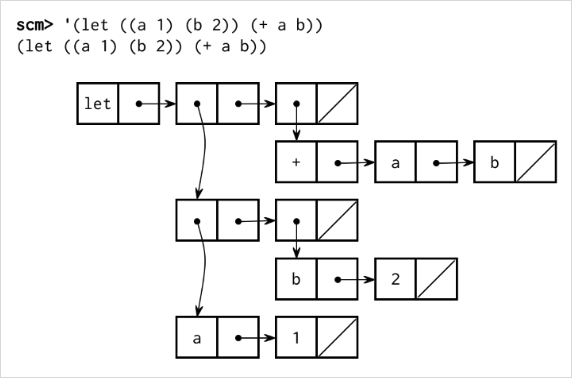 scm> '(let ((a 1) (b 2)) (+ a b))
(let ((a 1) (b 2)) (+ a b))
let
+ a b
b 2
a 1